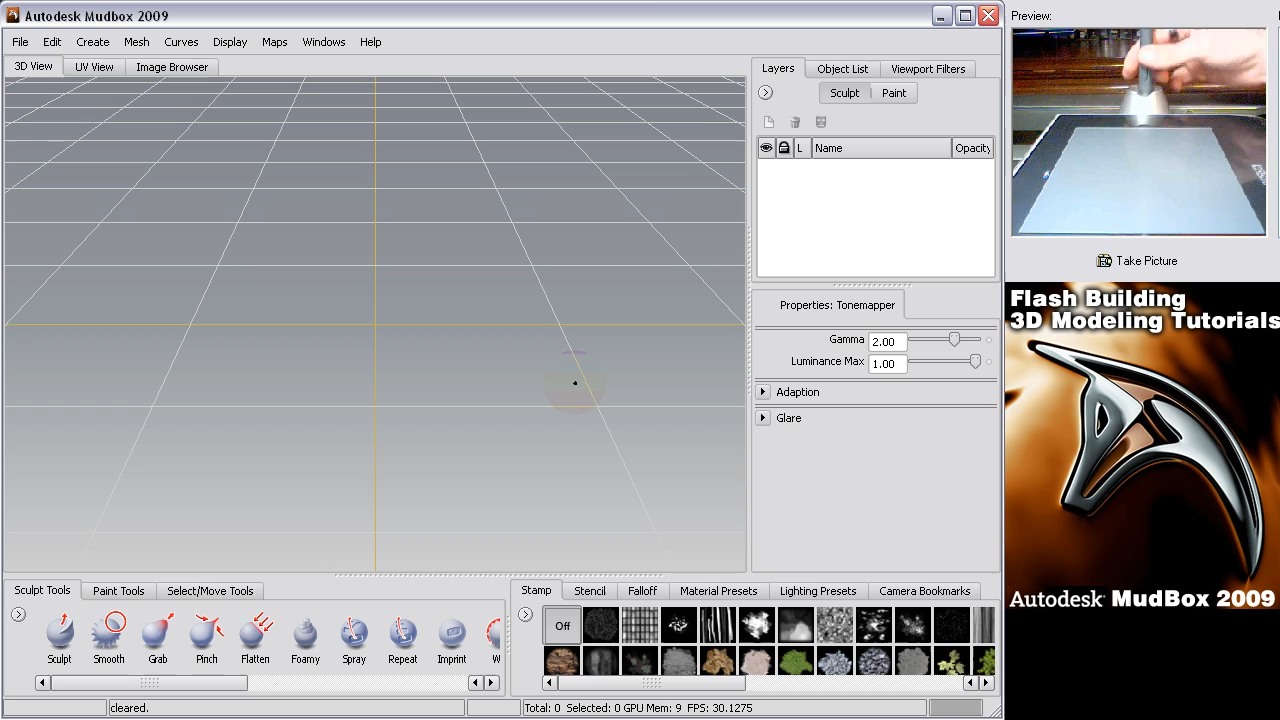 Autodesk Mudbox 2009
File Edit Create Mesh Curves Display Maps Windows Help
3D View UV View Image Browser
Layers Object List Viewport Filters
Sculpt Paint
L Name Opacity
Properties: Tonemapper
Gamma 2.00
Luminance Max 1.00
Adaption
Glare
Sculpt Tools Paint Tools Select/Move Tools
Sculpt Smooth Grab Pinch Flatten Foamy Spray Repeat Imprint W
Stamp Stencil Falloff Material Presets Lighting Presets Camera Bookmarks
Off
cleared.
Total: 0 Selected: 0 GPU Mem: 9 FPS: 30.1275
Preview:
Take Picture
Flash Building
3D Modeling Tutorials
Autodesk MudBox 2009